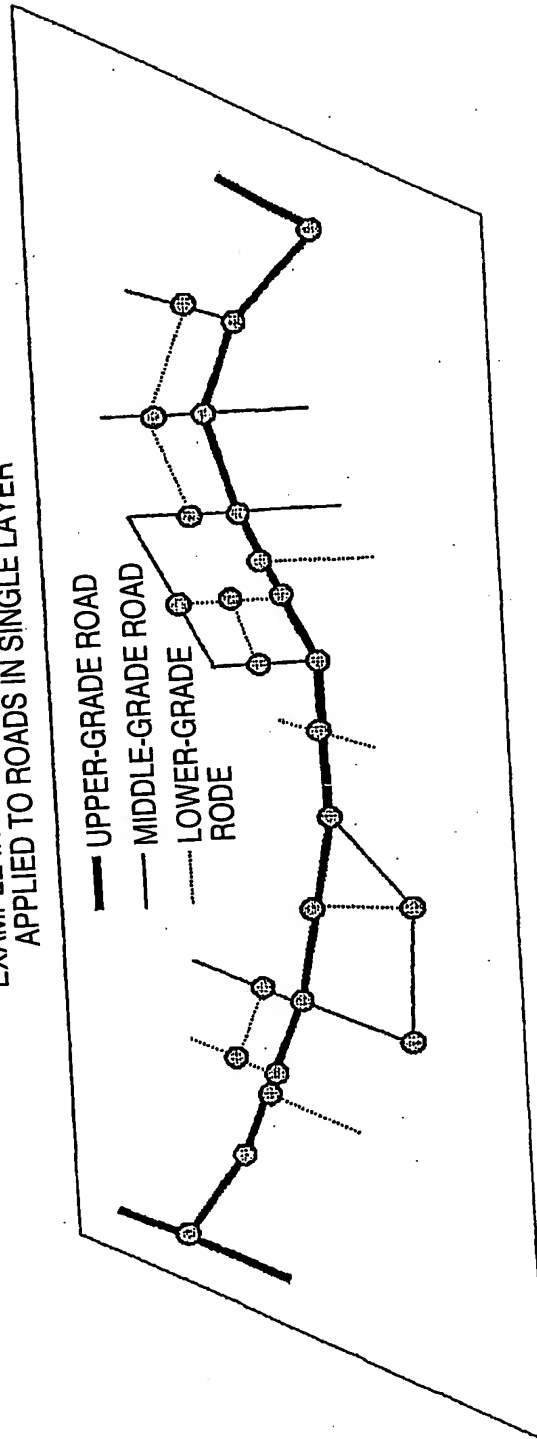 APPLIED TO ROADS IN SINGLE LAYER
UPPER-GRADE ROAD
MIDDLE-GRADE ROAD
LOWER-GRADE
RODE